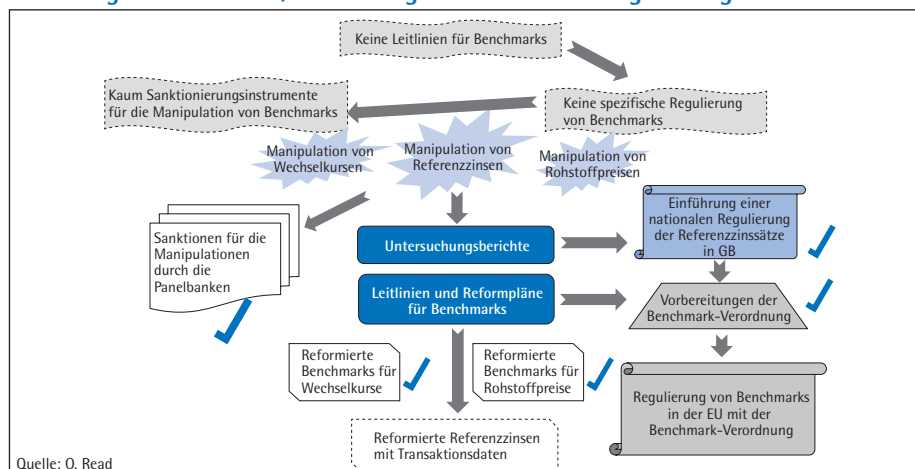 Keine Leitlinien für Benchmarks
Kaum Sanktionierungsinstrumente
für die Manipulation von Benchmarks
Keine spezifische Regulierung
von Benchmarks
Manipulation von
Wechselkursen
Manipulation von
Referenzzinsen
Manipulation von
Rohstoffpreisen
Sanktionen für die
Manipulationen
durch die
Panelbanken
Untersuchungsberichte
Einführung einer
nationalen Regulierung
der Referenzzinssätze
in GB
Leitlinien und Reformpläne
für Benchmarks
Vorbereitungen der
Benchmark-Verordnung
Reformierte
Benchmarks für
Wechselkurse
Reformierte
Benchmarks für
Rohstoffpreise
Regulierung von Benchmarks
in der EU mit der
Benchmark-Verordnung
Reformierte Referenzzinsen
mit Transaktionsdaten
Quelle: O. Read